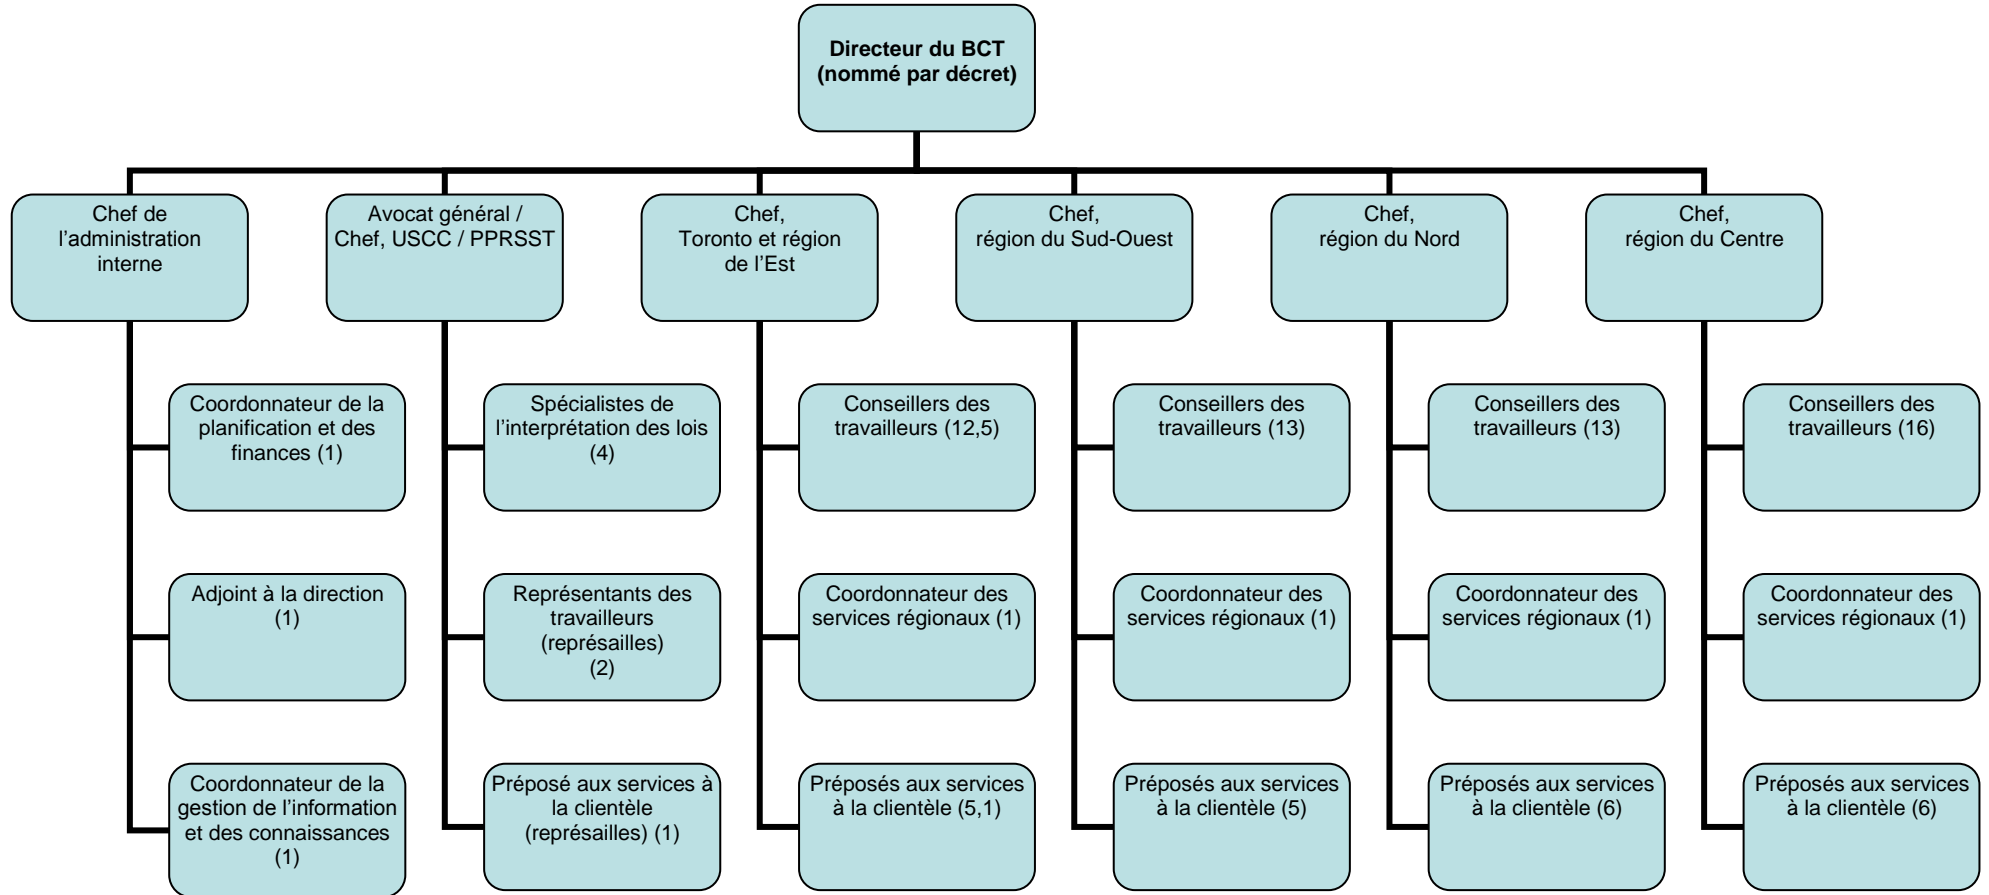 Directeur du BCT
(nommé par décret)
Chef de
l’administration
interne
Avocat général /
Chef, USCC / PPRSST
Chef,
Toronto et région
de l’Est
Chef,
région du Sud-Ouest
Chef,
région du Nord
Chef,
région du Centre
Coordonnateur de la
planification et des
finances (1)
Spécialistes de
l’interprétation des lois
(4)
Conseillers des
travailleurs (12,5)
Conseillers des
travailleurs (13)
Conseillers des
travailleurs (13)
Conseillers des
travailleurs (16)
Adjoint à la direction
(1)
Représentants des
travailleurs
(représailles)
(2)
Coordonnateur des
services régionaux (1)
Coordonnateur des
services régionaux (1)
Coordonnateur des
services régionaux (1)
Coordonnateur des
services régionaux (1)
Coordonnateur de la
gestion de l’information
et des connaissances
(1)
Préposé aux services à
la clientèle
(représailles) (1)
Préposés aux services
à la clientèle (5,1)
Préposés aux services
à la clientèle (5)
Préposés aux services
à la clientèle (6)
Préposés aux services
à la clientèle (6)